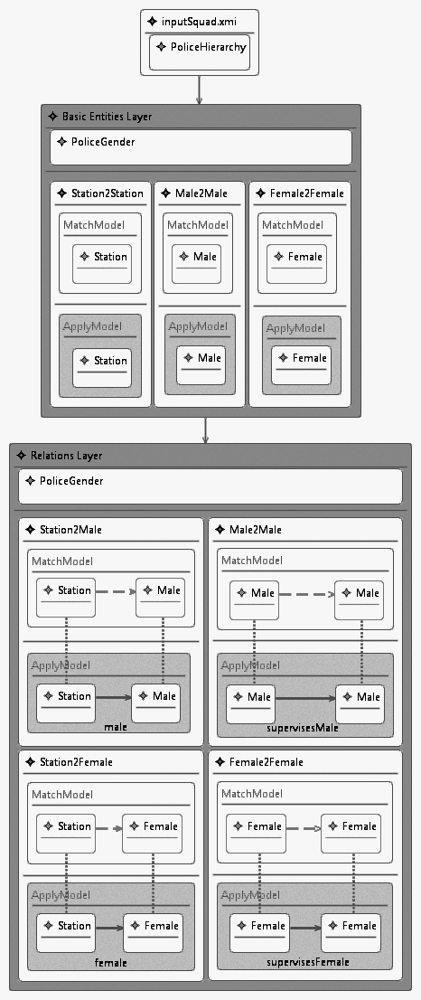 inputSquad.xmi
PoliceHierarchy
Basic Entities Layer
PoliceGender
Station2Station
MatchModel
Station
ApplyModel
Station
Male2Male
MatchModel
Male
ApplyModel
Male
Female2Female
MatchModel
Female
ApplyModel
Female
Relations Layer
PoliceGender
Station2Male
MatchModel
Station Male
ApplyModel
Station Male
male
Male2Male
MatchModel
Male Male
ApplyModel
Male Male
supervisesMale
Station2Female
MatchModel
Station Female
ApplyModel
Station Female
female
Female2Female
MatchModel
Female Female
ApplyModel
Female Female
supervisesFemale